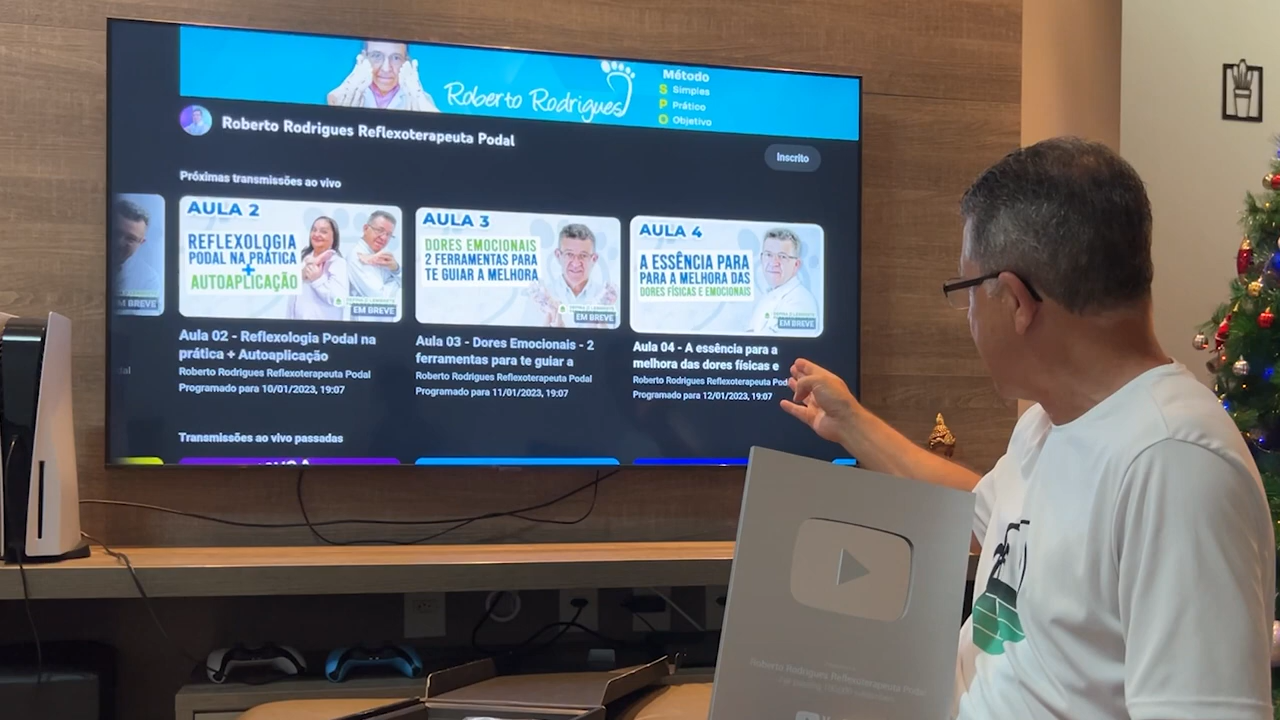 Roberto Rodrigues
Método
S Simples
P Prático
O Objetivo
Roberto Rodrigues Reflexoterapeuta Podal
Inscrito
Próximas transmissões ao vivo
M BREVE
AULA 2
REFLEXOLOGIA
PODAL NA PRÁTICA
+
AUTOAPLICAÇÃO
EM BREVE
Aula 02 - Reflexologia Podal na
prática + Autoaplicação
Roberto Rodrigues Reflexoterapeuta Podal
Programado para 10/01/2023, 19:07
AULA 3
DORES EMOCIONAIS
2 FERRAMENTAS PARA
TE GUIAR A MELHORA
EM BREVE
Aula 03 - Dores Emocionais - 2
ferramentas para te guiar a
Roberto Rodrigues Reflexoterapeuta Podal
Programado para 11/01/2023, 19:07
AULA 4
A ESSÊNCIA PARA
PARA A MELHORA DAS
DORES FÍSICAS E EMOCIONAIS
EM BREVE
Aula 04 - A essência para a
melhora das dores físicas e
Roberto Rodrigues Reflexoterapeuta Pod
Programado para 12/01/2023, 19:07
dal
Transmissões ao vivo passadas
Roberto Rodrigues Reflexoterapeuta Podal